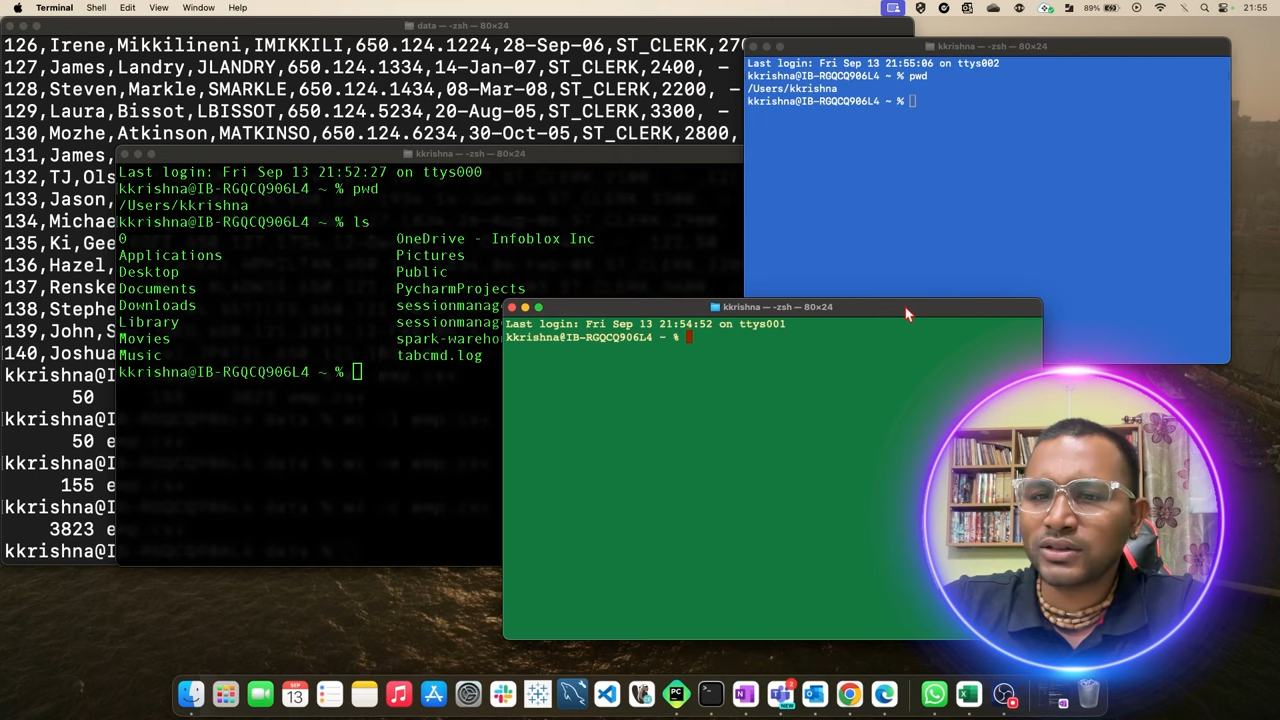 Terminal Shell Edit View Window Help 89% 21:55
data — -zsh — 80×24
126,Irene,Mikkilineni,IMIKKILI,650.124.1224,28-Sep-06,ST_CLERK,270
127,James,Landry,JLANDRY,650.124.1334,14-Jan-07,ST_CLERK,2400, -
128,Steven,Markle,SMARKLE,650.124.1434,08-Mar-08,ST_CLERK,2200, -
129,Laura,Bissot,LBISSOT,650.124.5234,20-Aug-05,ST_CLERK,3300, -
130,Mozhe,Atkinson,MATKINSO,650.124.6234,30-Oct-05,ST_CLERK,2800,
131,James,
132,TJ,Ols
133,Jason,
134,Michae
135,Ki,Gee
136,Hazel,
137,Renske
138,Stephe
139,John,S
140,Joshua
kkrishna@I
50
kkrishna@I
50 e
kkrishna@I
155 e
kkrishna@I
3823 e
kkrishna@I
kkrishna — -zsh — 80×24
Last login: Fri Sep 13 21:52:27 on ttys000
kkrishna@IB-RGQCQ906L4 ~ % pwd
/Users/kkrishna
kkrishna@IB-RGQCQ906L4 ~ % ls
0 OneDrive - Infoblox Inc
Applications Pictures
Desktop Public
Documents PycharmProjects
Downloads sessionmanage
Library sessionmanage
Movies spark-warehou
Music tabcmd.log
kkrishna@IB-RGQCQ906L4 ~ %
kkrishna — -zsh — 80×24
Last login: Fri Sep 13 21:55:06 on ttys002
kkrishna@IB-RGQCQ906L4 ~ % pwd
/Users/kkrishna
kkrishna@IB-RGQCQ906L4 ~ %
kkrishna — -zsh — 80×24
Last login: Fri Sep 13 21:54:52 on ttys001
kkrishna@IB-RGQCQ906L4 ~ %
SEP
13
PC
2
NEW